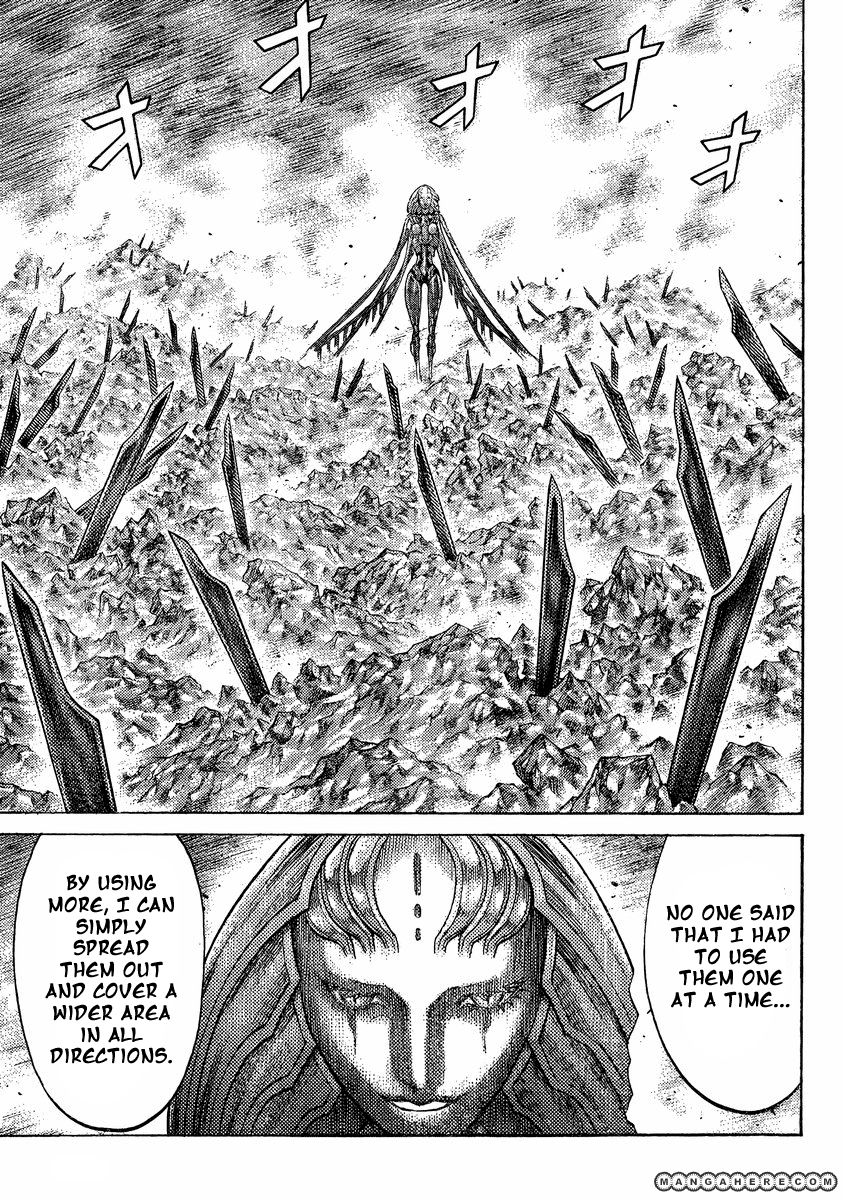 オ オ オ オ オ
NO ONE SAID
THAT I HAD
TO USE
THEM ONE
AT A TIME...
BY USING
MORE, I CAN
SIMPLY
SPREAD
THEM OUT
AND COVER A
WIDER AREA
IN ALL
DIRECTIONS.
MANGAHERE.COM